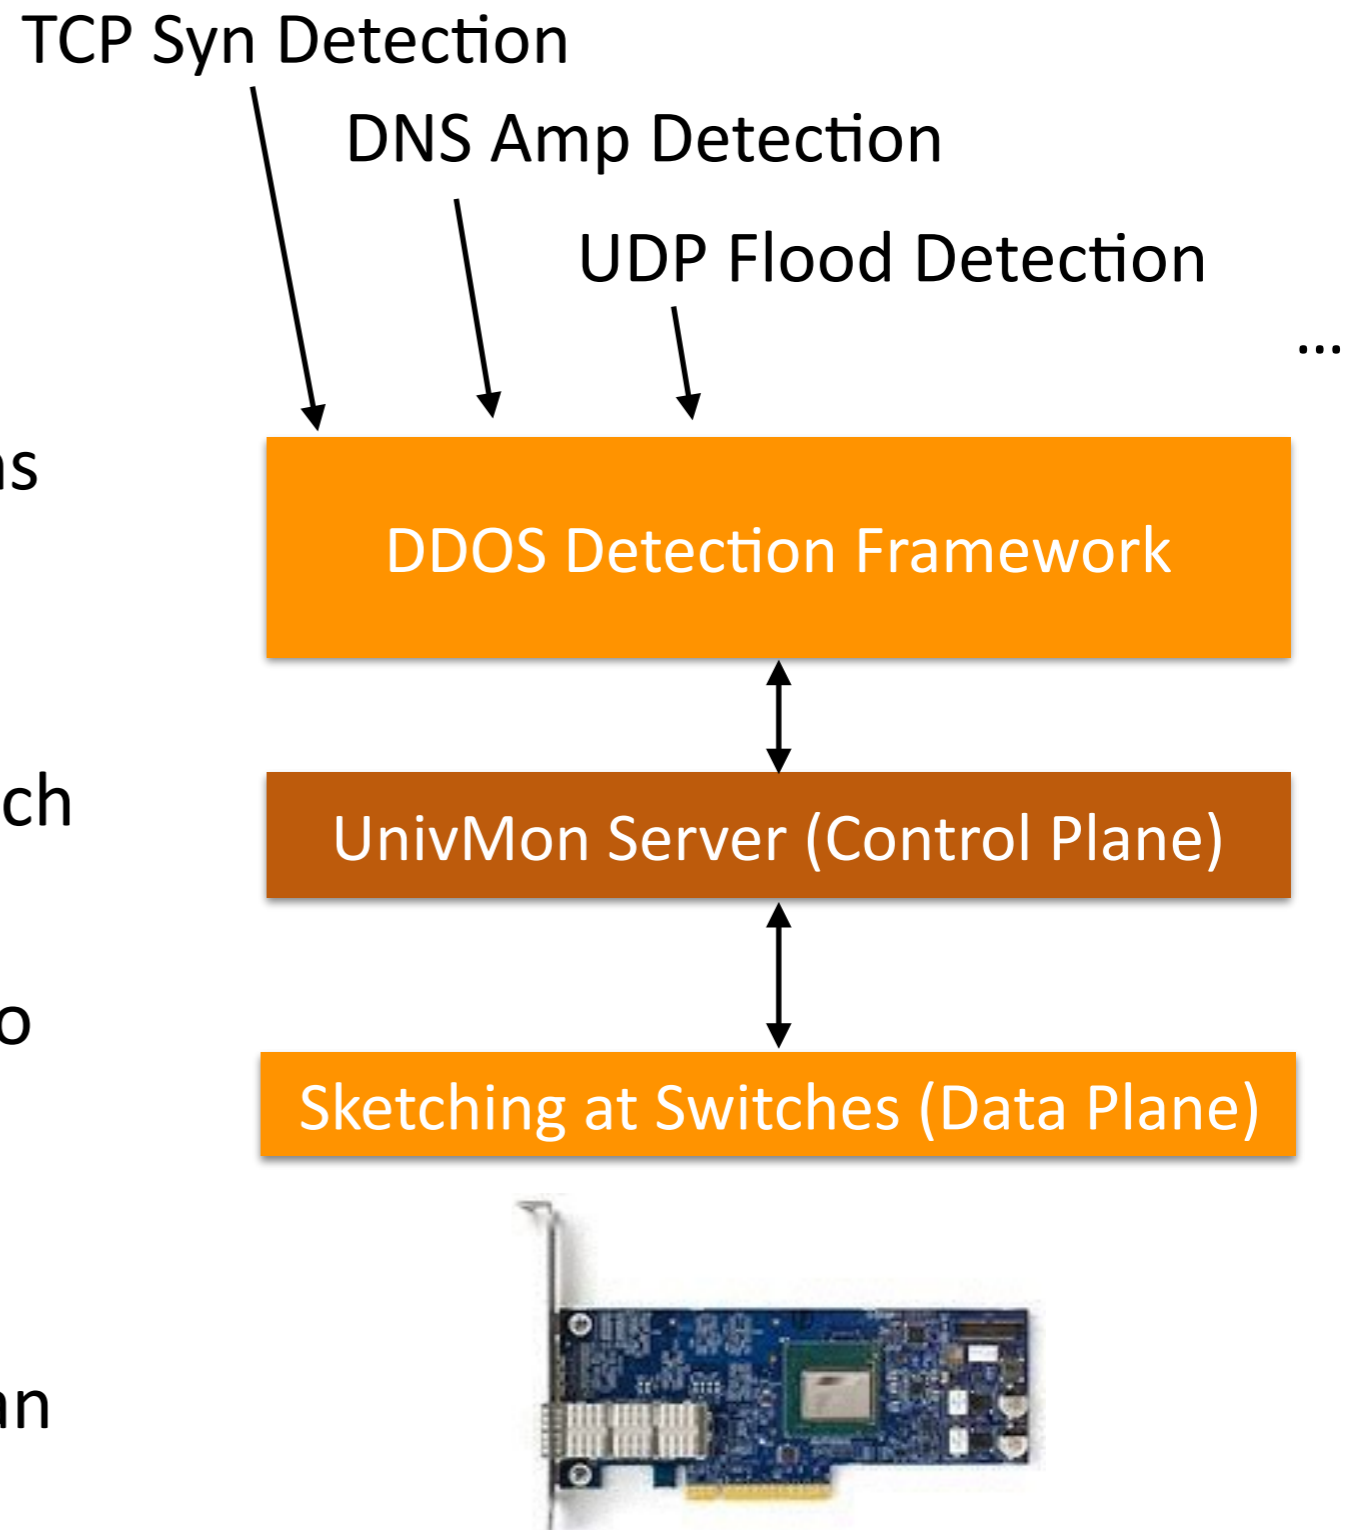 TCP Syn Detection
DNS Amp Detection
UDP Flood Detection
...
DDOS Detection Framework
UnivMon Server (Control Plane)
Sketching at Switches (Data Plane)